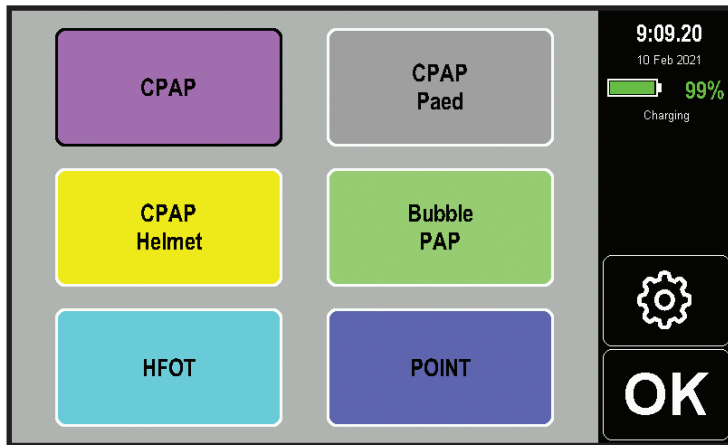 CPAP
CPAP
Paed
CPAP
Helmet
Bubble
PAP
HFOT
POINT
9:09.20
10 Feb 2021
99%
Charging
OK